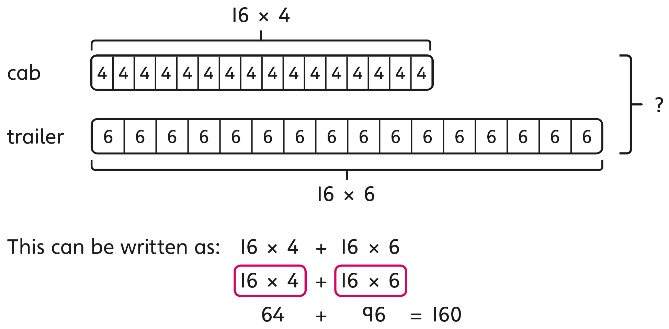 16 × 4
cab 4 4 4 4 4 4 4 4 4 4 4 4 4 4 4 4
?
trailer 6 6 6 6 6 6 6 6 6 6 6 6 6 6 6 6
16 × 6
This can be written as: 16 × 4 + 16 × 6
16 × 4 + 16 × 6
64 + 96 = 160